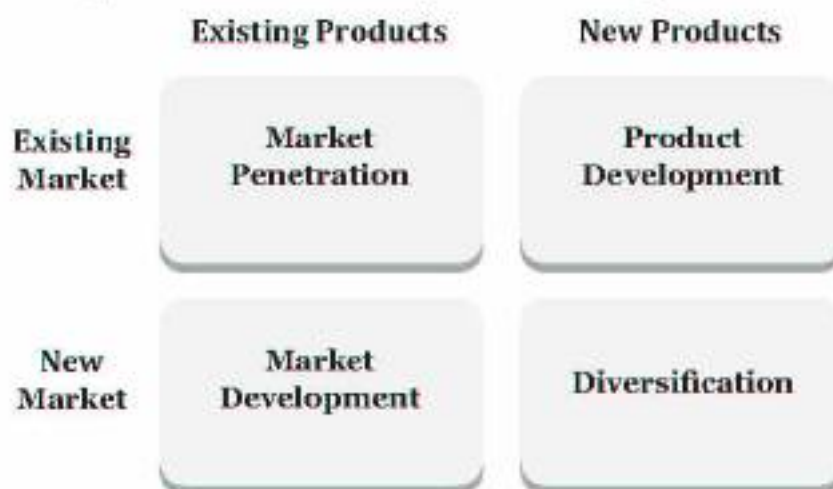 Existing Products New Products
Existing
Market
Market
Penetration
Product
Development
New
Market
Market
Development
Diversification